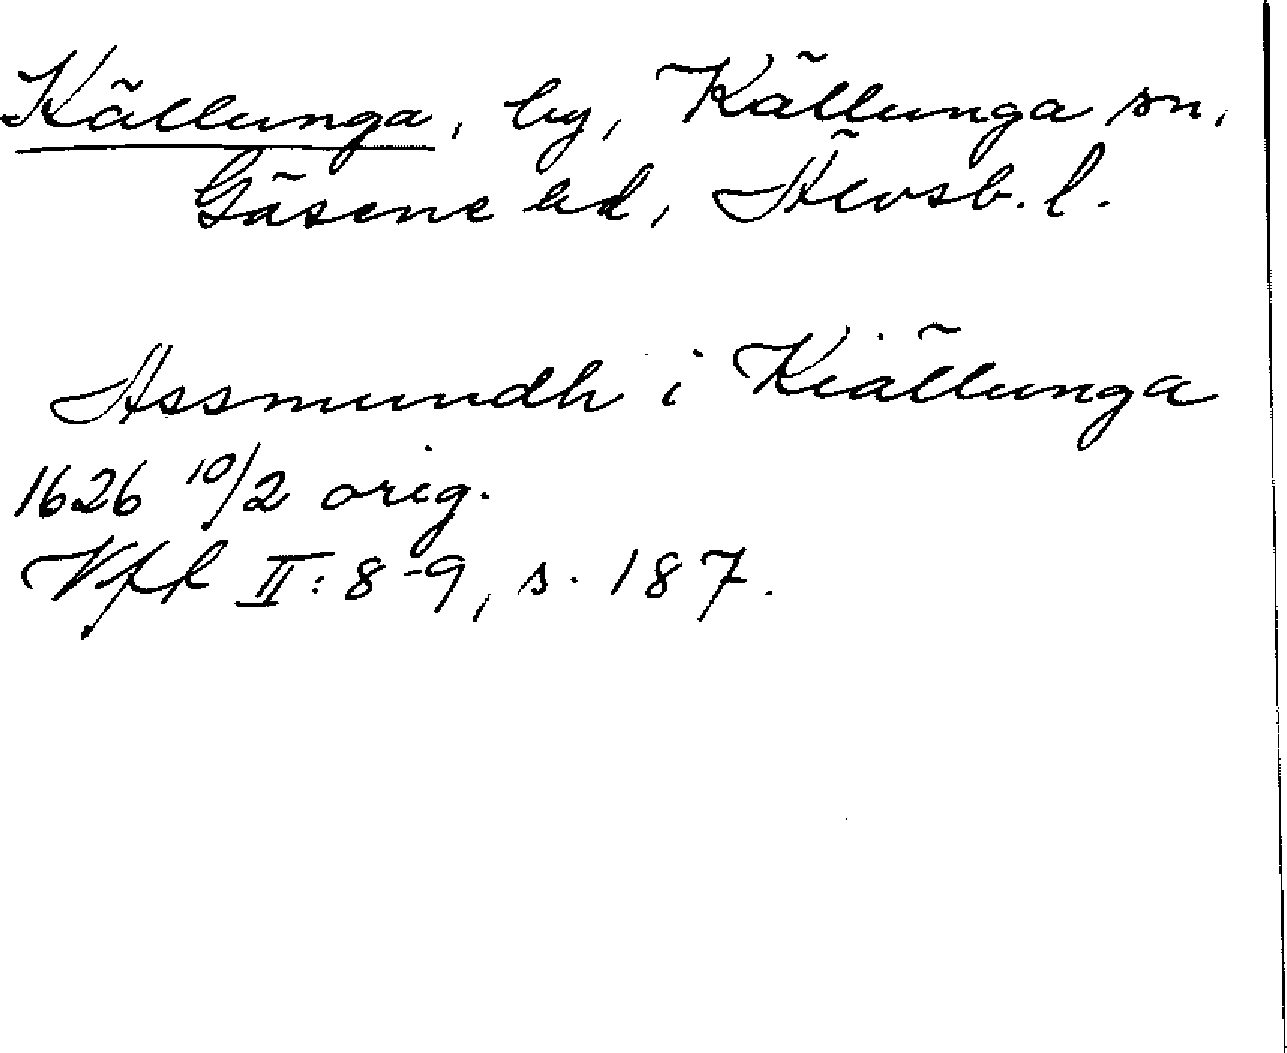 Källunga, by, Källunga sn,
Gäsene hd, Älvsb. l.
Assmundh i Kiällunga
1626 10/2 orig.
Vfl II: 8-9, s. 187.